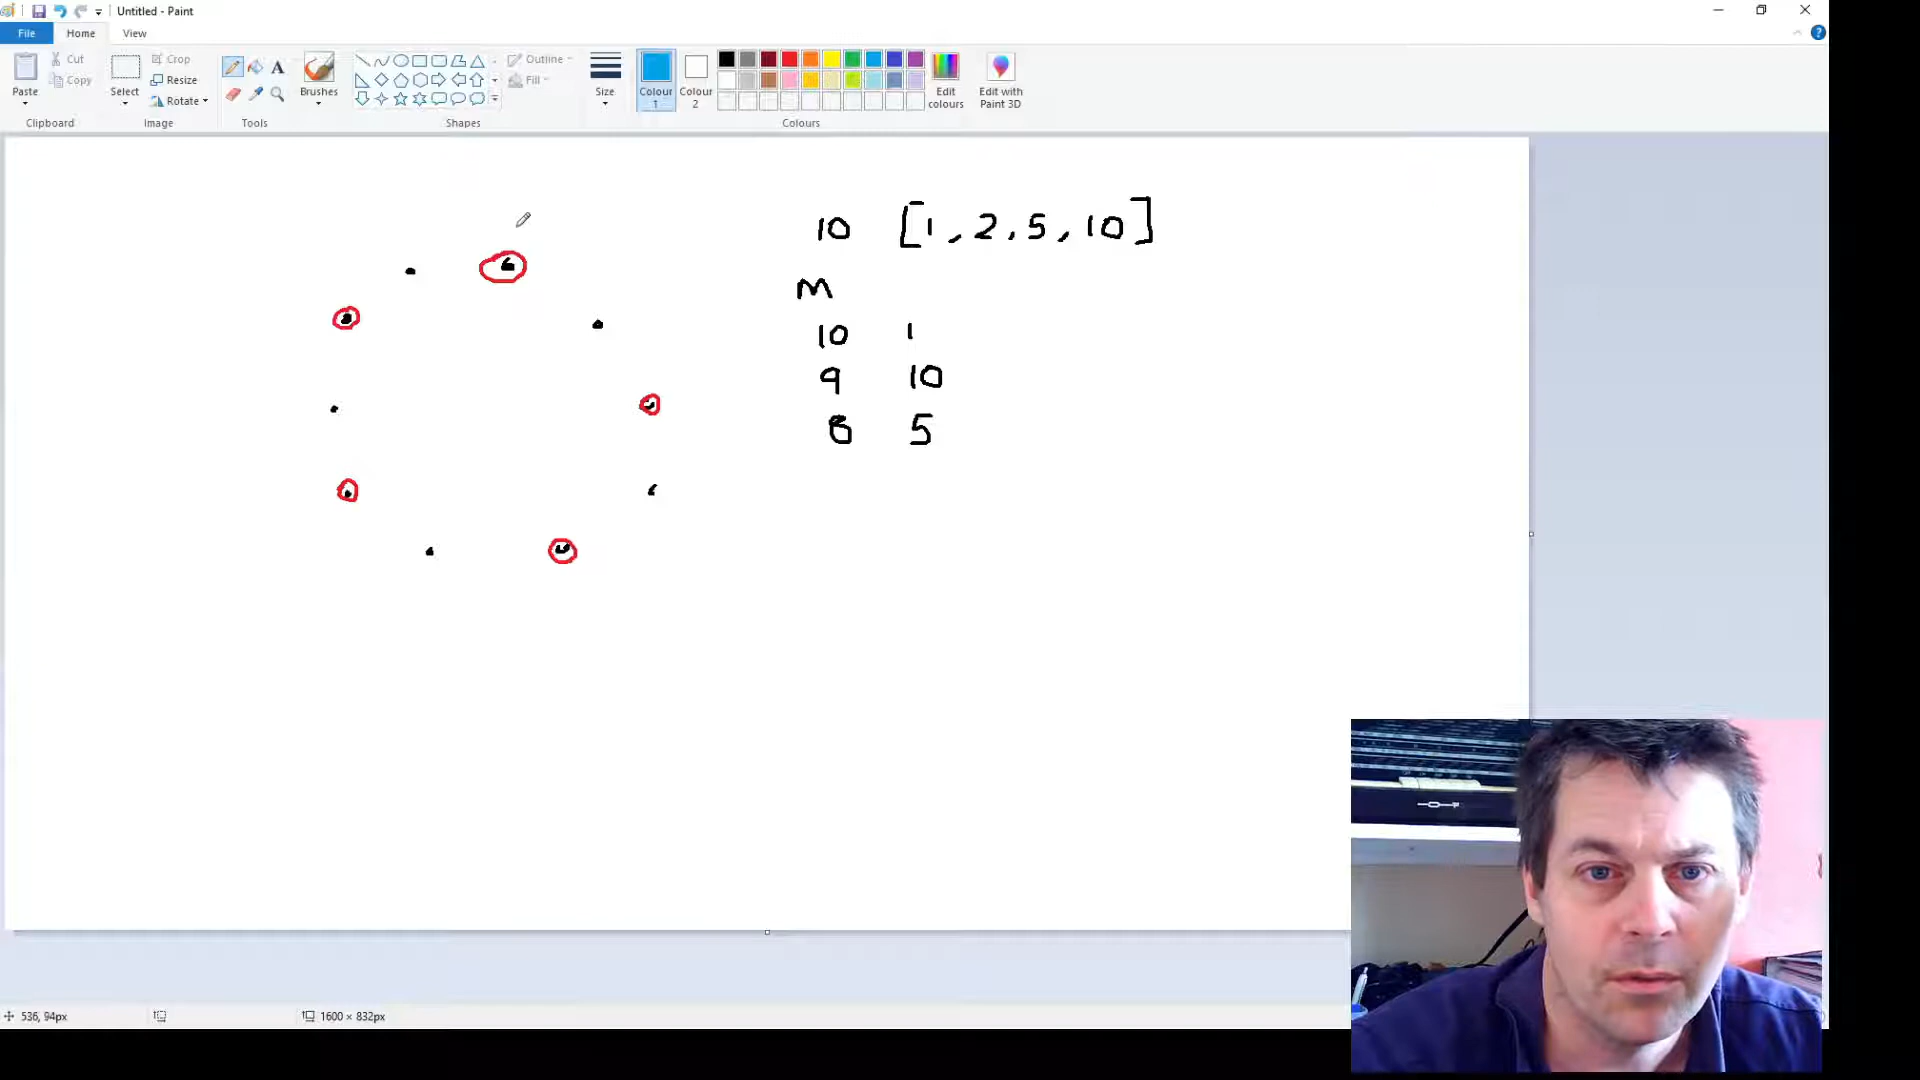 Untitled - Paint
File Home View
Paste
Cut
Copy
Clipboard
Select
Crop
Resize
Rotate
Image
A
Tools
Brushes
Outline
Fill
Shapes
Size
Colour 1
Colour 2
Edit colours
Edit with Paint 3D
Colours
10 [1, 2, 5, 10]
M
10 1
9 10
8 5
536, 94px
1600 × 832px